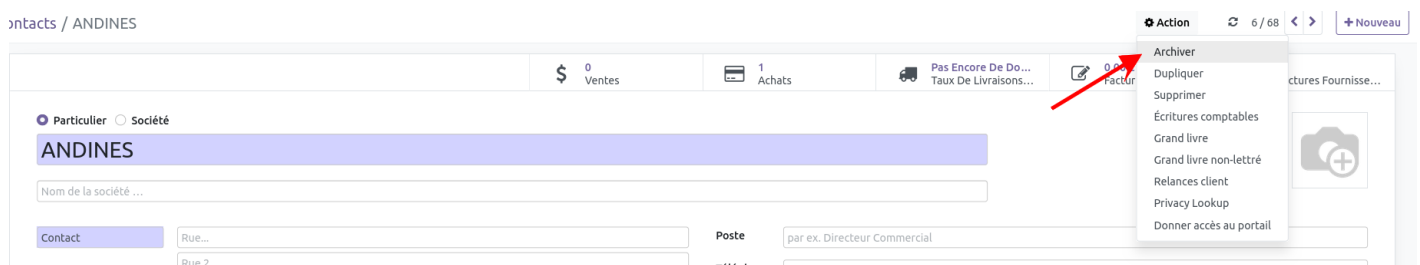 ontacts / ANDINES
Action
6 / 68
Nouveau
0
Ventes
1
Achats
Pas Encore De Do...
Taux De Livraisons...
Factur
ctures Fournisse...
Archiver
Dupliquer
Supprimer
Écritures comptables
Grand livre
Grand livre non-lettré
Relances client
Privacy Lookup
Donner accès au portail
Particulier
Société
ANDINES
Nom de la société ...
Contact
Rue...
Poste
par ex. Directeur Commercial
Rue 2